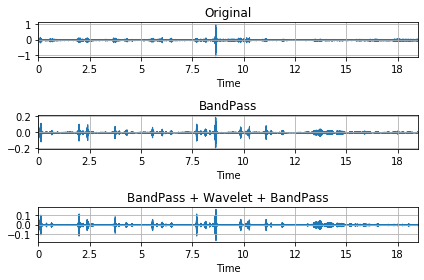 Original
1
0
−1
0 2.5 5 7.5 10 12 15 18
Time
BandPass
0.2
0.0
−0.2
0 2.5 5 7.5 10 12 15 18
Time
BandPass + Wavelet + BandPass
0.1
0.0
−0.1
0 2.5 5 7.5 10 12 15 18
Time